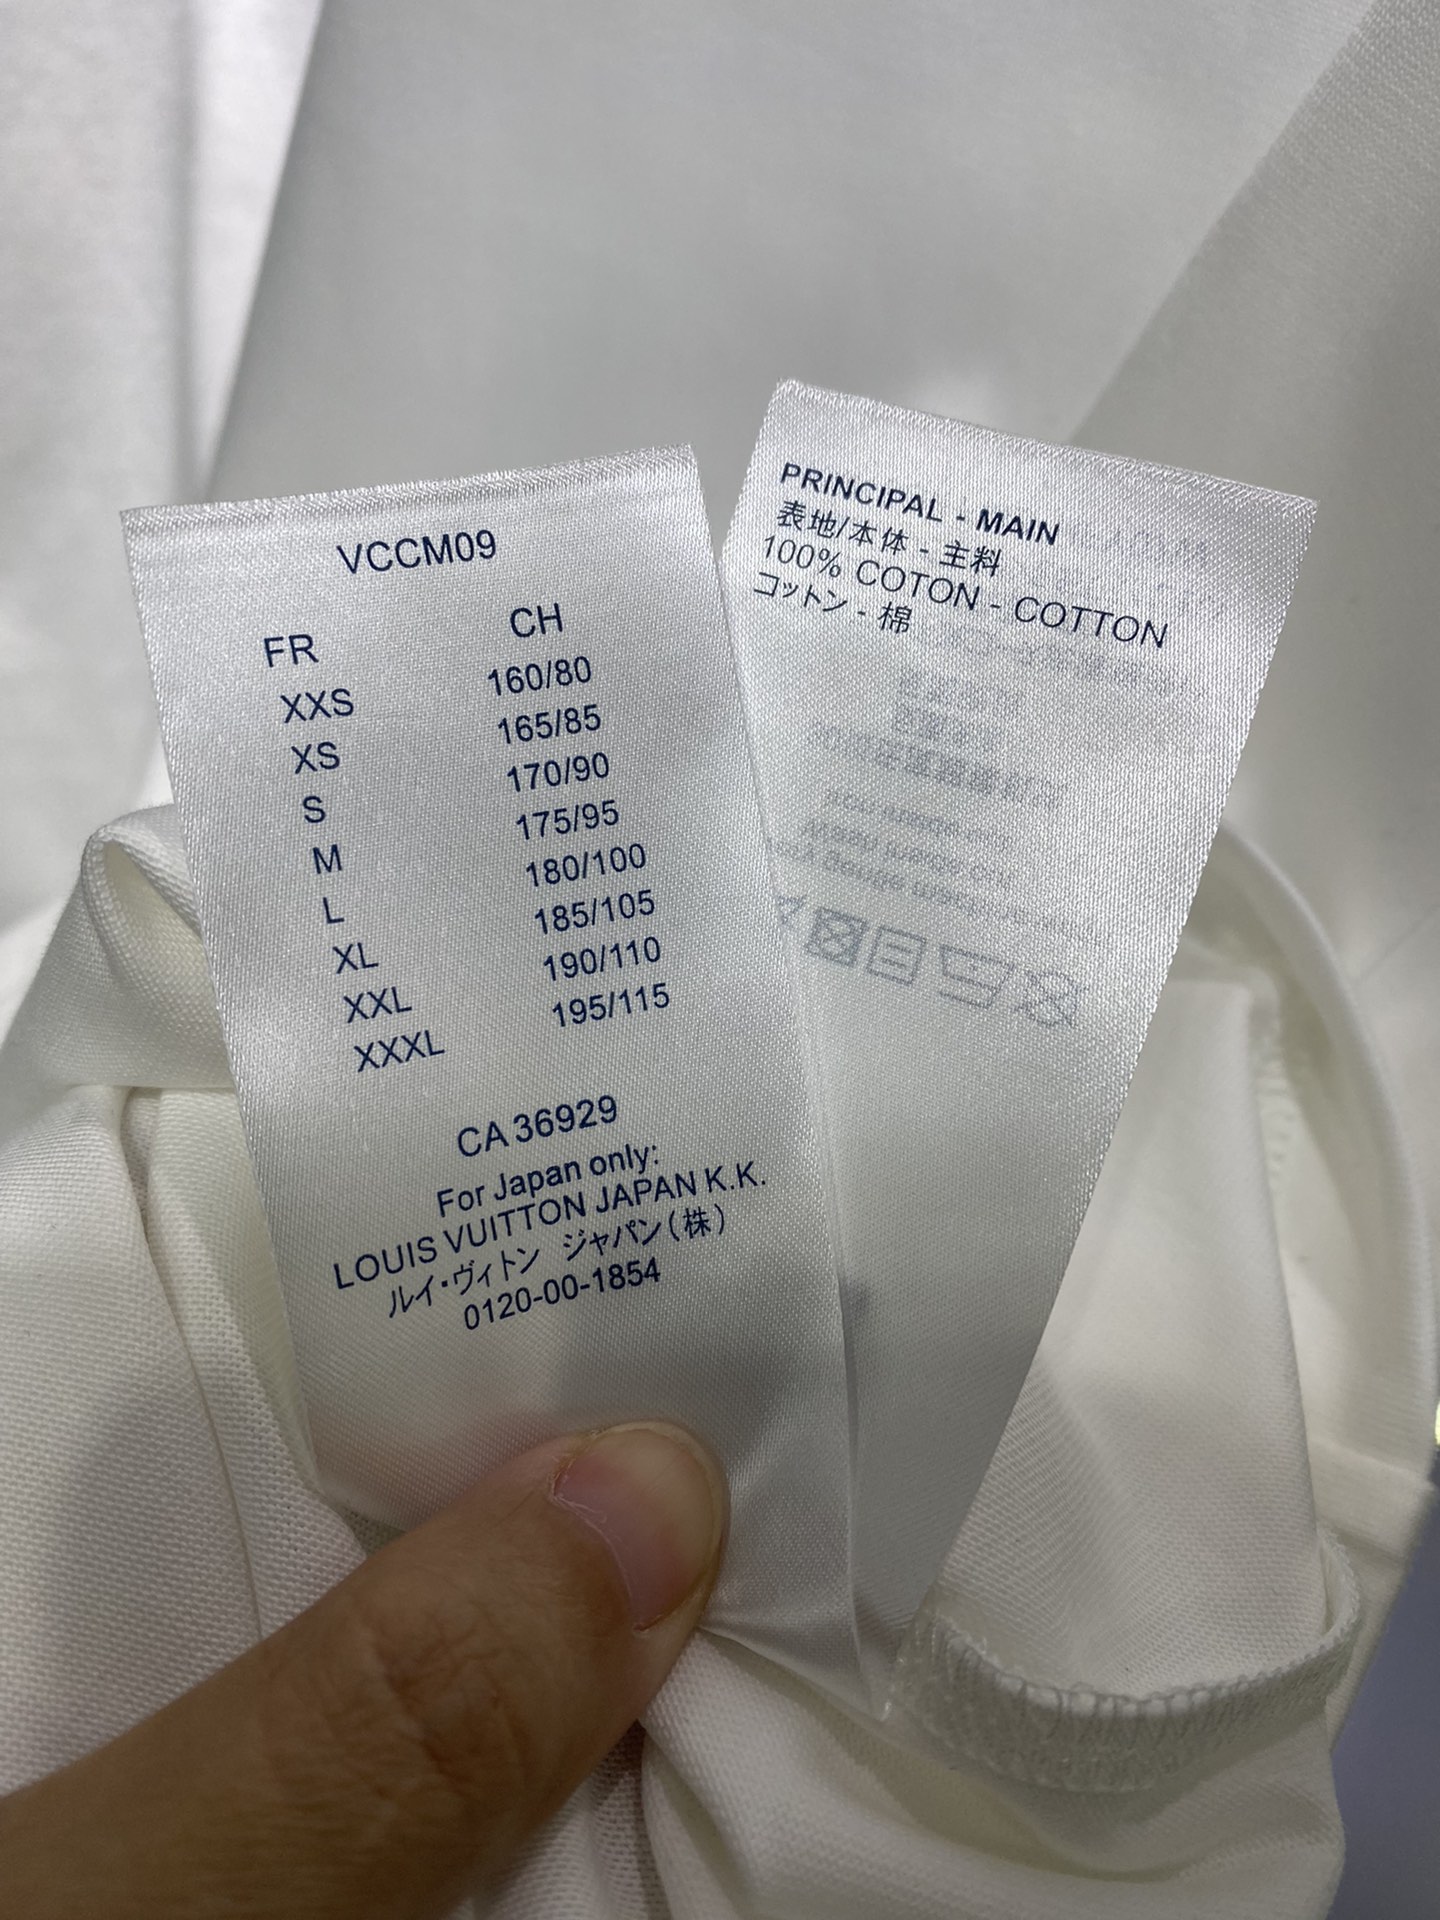 VCCM09
FR CH
XXS 160/80
XS 165/85
S 170/90
M 175/95
L 180/100
XL 185/105
XXL 190/110
XXXL 195/115
CA 36929
For Japan only:
LOUIS VUITTON JAPAN K.K.
ルイ・ヴィトン ジャパン(株)
0120-00-1854
PRINCIPAL - MAIN
表地/本体 - 主料
100% COTON - COTTON
コットン - 棉